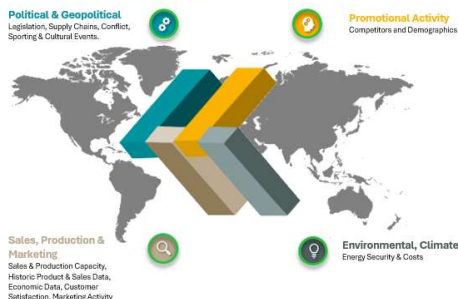 Political & Geopolitical
Legislation, Supply Chains, Conflict,
Sporting & Cultural Events.
Promotional Activity
Competitors and Demographics
Sales, Production &
Marketing
Sales & Production Capacity,
Historic Product & Sales Data,
Economic Data, Customer
Satisfaction, Marketing Activity
Environmental, Climate
Energy Security & Costs